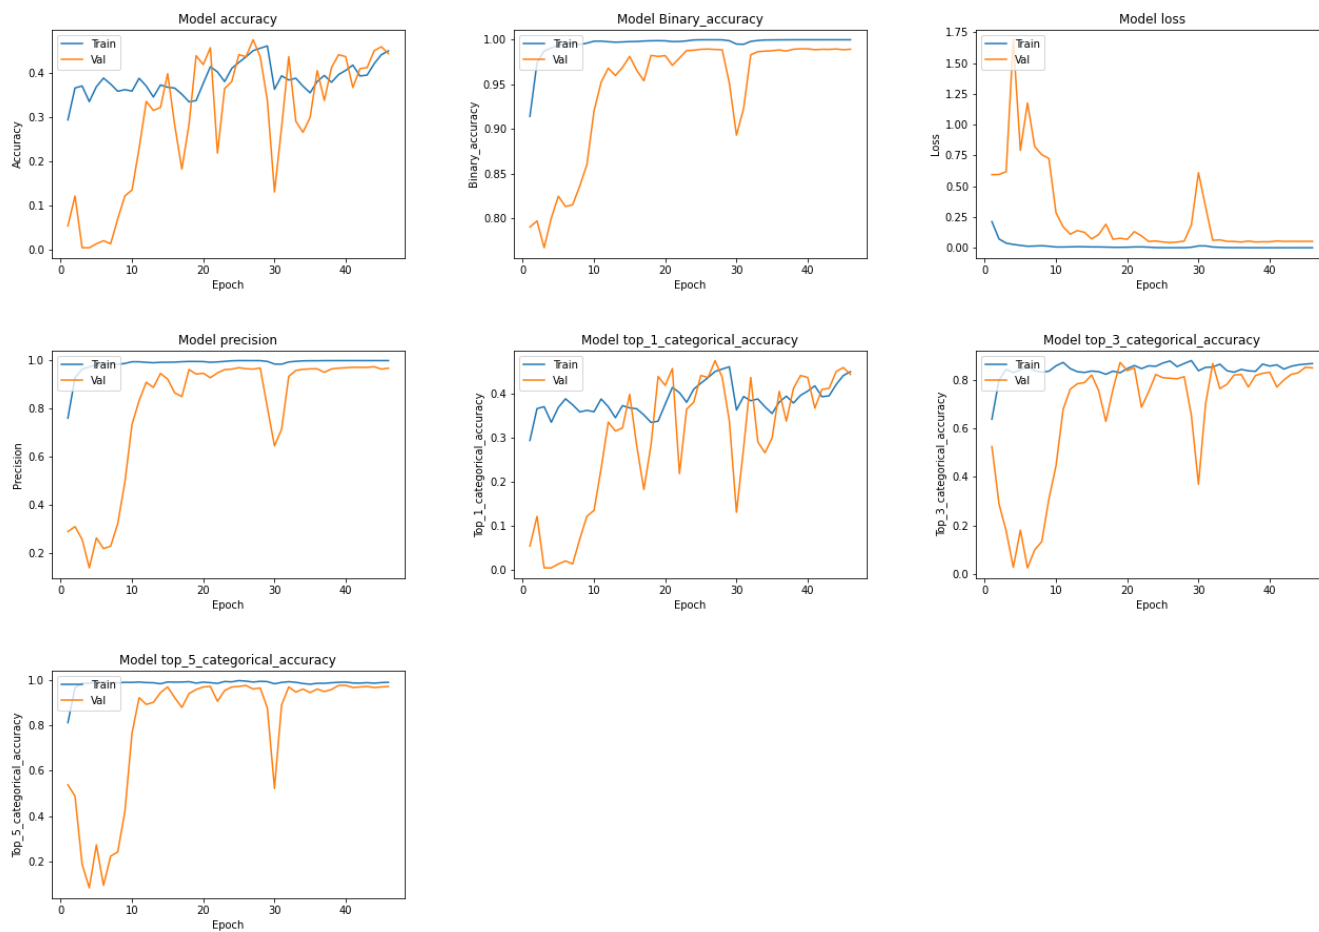 Model accuracy
Train
Val
0.4
0.3
0.2
0.1
0.0
Accuracy
0 10 20 30 40
Epoch
Model Binary_accuracy
Train
Val
1.00
0.95
0.90
0.85
0.80
Binary_accuracy
0 10 20 30 40
Epoch
Model loss
Train
Val
1.75
1.50
1.25
1.00
0.75
0.50
0.25
0.00
Loss
0 10 20 30 40
Epoch
Model precision
Train
Val
1.0
0.8
0.6
0.4
0.2
Precision
0 10 20 30 40
Epoch
Model top_1_categorical_accuracy
Train
Val
0.4
0.3
0.2
0.1
0.0
Top_1_categorical_accuracy
0 10 20 30 40
Epoch
Model top_3_categorical_accuracy
Train
Val
0.8
0.6
0.4
0.2
0.0
Top_3_categorical_accuracy
0 10 20 30 40
Epoch
Model top_5_categorical_accuracy
Train
Val
1.0
0.8
0.6
0.4
0.2
Top_5_categorical_accuracy
0 10 20 30 40
Epoch